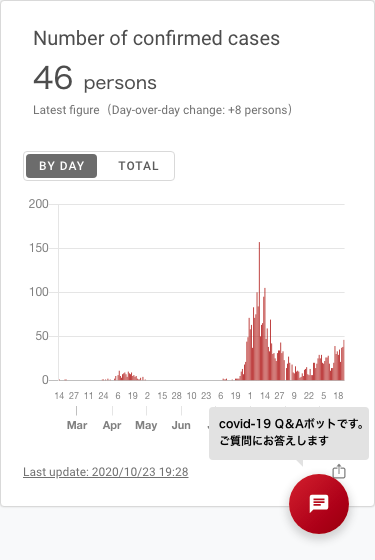 Number of confirmed cases
46 persons
Latest figure（Day-over-day change: +8 persons）
BY DAY TOTAL
200
150
100
50
0
14 27 11 24 6 19 2 15 28 10 23 6 19 1 14 27 9 22 5 18
Mar Apr May Jun
covid-19 Q&Aボットです。
ご質問にお答えします
Last update: 2020/10/23 19:28